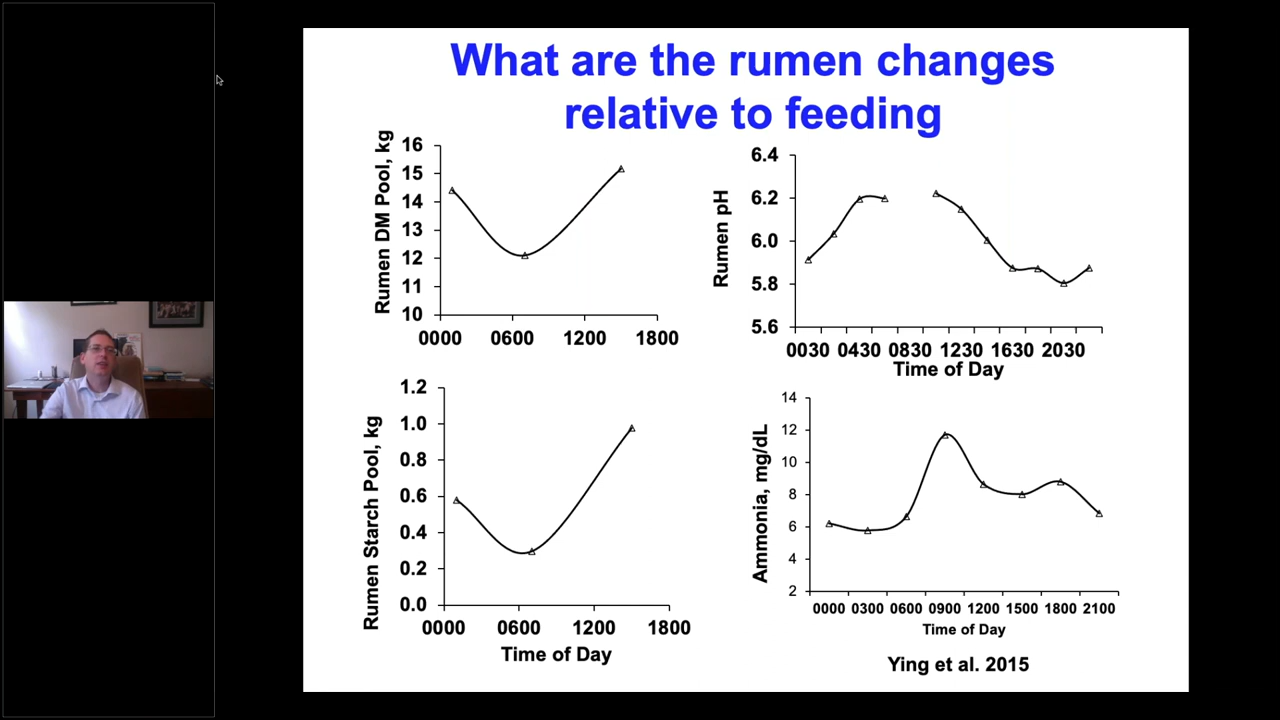 What are the rumen changes
relative to feeding
Rumen DM Pool, kg
16
15
14
13
12
11
10
0000 0600 1200 1800
Rumen pH
6.4
6.2
6.0
5.8
5.6
0030 0430 0830 1230 1630 2030
Time of Day
Rumen Starch Pool, kg
1.2
1.0
0.8
0.6
0.4
0.2
0.0
0000 0600 1200 1800
Time of Day
Ammonia, mg/dL
14
12
10
8
6
4
2
0000 0300 0600 0900 1200 1500 1800 2100
Time of Day
Ying et al. 2015